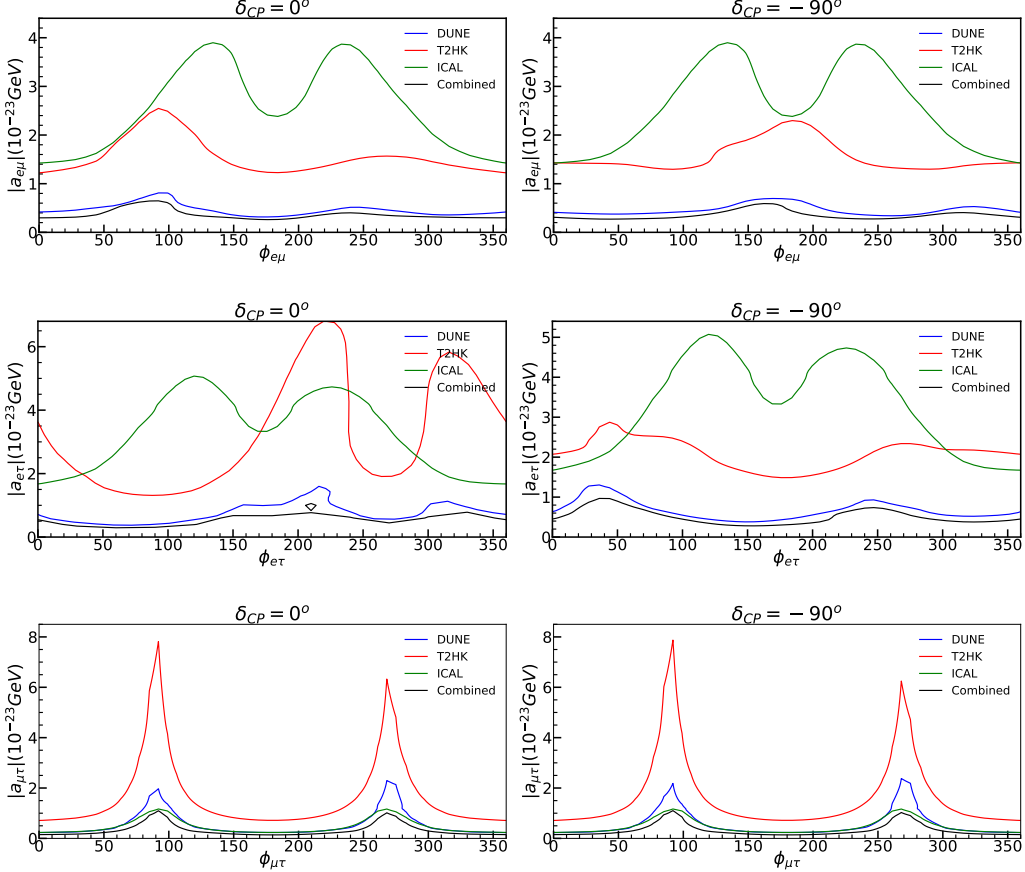 δCP = 0°
|aeμ|(10⁻²³GeV)
4
3
2
1
0
DUNE
T2HK
ICAL
Combined
0 50 100 150 200 250 300 350
ϕeμ
δCP = −90°
|aeμ|(10⁻²³GeV)
4
3
2
1
0
DUNE
T2HK
ICAL
Combined
0 50 100 150 200 250 300 350
ϕeμ
δCP = 0°
|aeτ|(10⁻²³GeV)
6
4
2
0
DUNE
T2HK
ICAL
Combined
0 50 100 150 200 250 300 350
ϕeτ
δCP = −90°
|aeτ|(10⁻²³GeV)
5
4
3
2
1
0
DUNE
T2HK
ICAL
Combined
0 50 100 150 200 250 300 350
ϕeτ
δCP = 0°
|aμτ|(10⁻²³GeV)
8
6
4
2
0
DUNE
T2HK
ICAL
Combined
0 50 100 150 200 250 300 350
ϕμτ
δCP = −90°
|aμτ|(10⁻²³GeV)
8
6
4
2
0
DUNE
T2HK
ICAL
Combined
0 50 100 150 200 250 300 350
ϕμτ